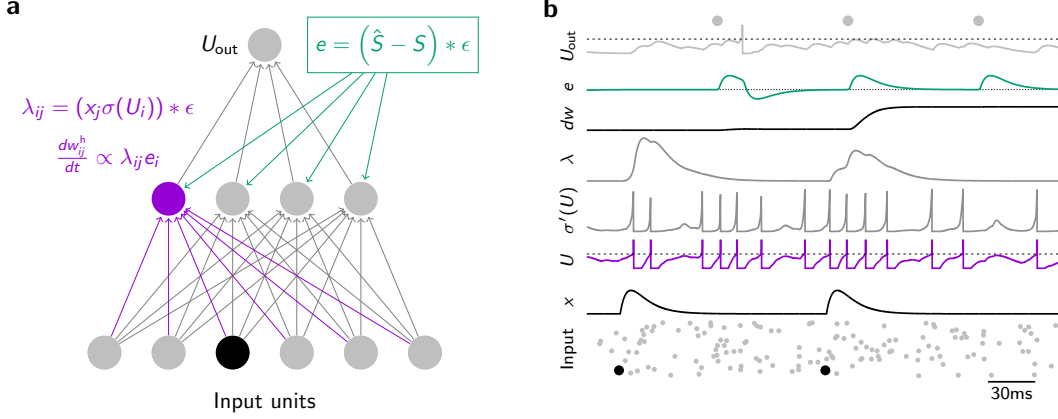 a
U_out
e = (Ŝ − S) * ϵ
λ_ij = (x_j σ(U_i)) * ϵ
dw^h_ij / dt ∝ λ_ij e_i
Input units
b
U_out
e
dw
λ
σ′(U)
U
x
Input
30ms